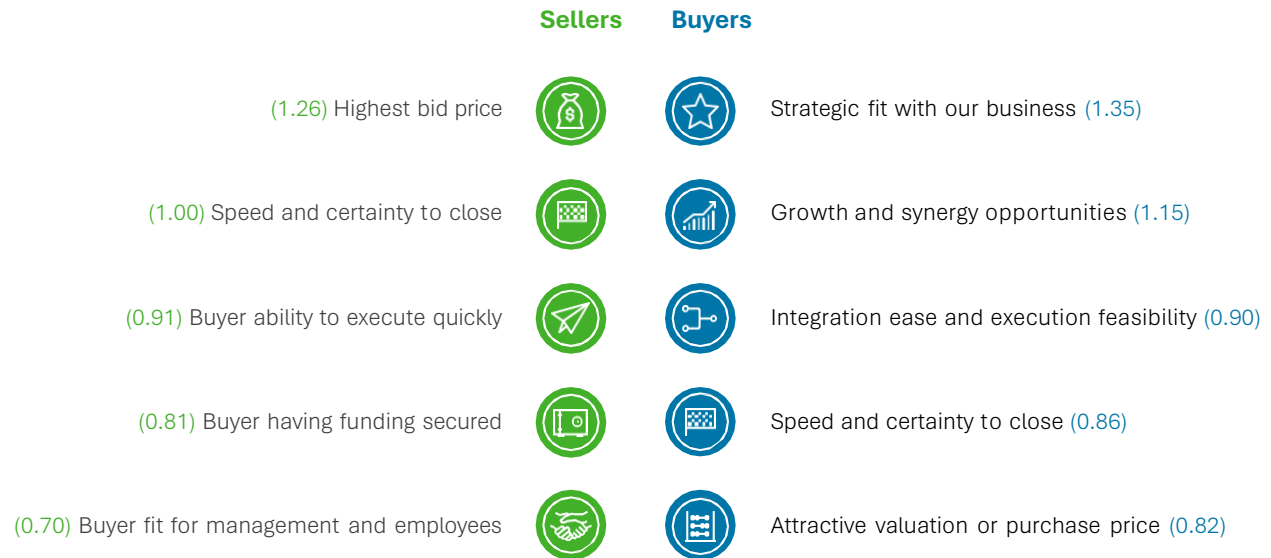 Sellers Buyers
(1.26) Highest bid price Strategic fit with our business (1.35)
(1.00) Speed and certainty to close Growth and synergy opportunities (1.15)
(0.91) Buyer ability to execute quickly Integration ease and execution feasibility (0.90)
(0.81) Buyer having funding secured Speed and certainty to close (0.86)
(0.70) Buyer fit for management and employees Attractive valuation or purchase price (0.82)